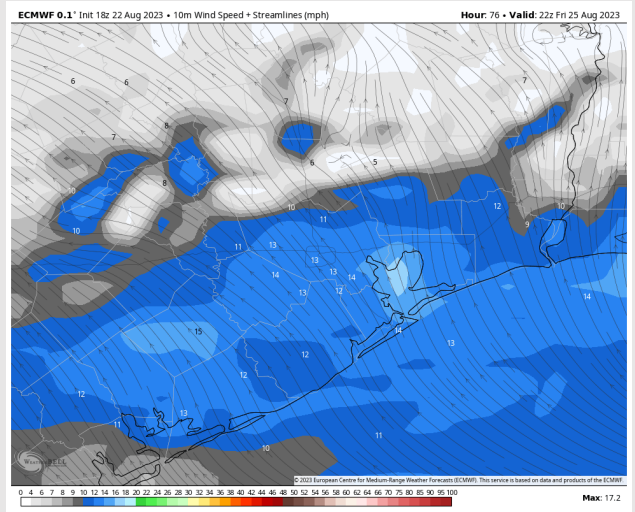 ECMWF 0.1° Init 18z 22 Aug 2023 • 10m Wind Speed + Streamlines (mph) Hour: 76 • Valid: 22z Fri 25 Aug 2023
6 6 7
7
7 8
6 5
8
10
10 12 10
10 11 9
11 13
13
14 13 14
13 12 14
15 14
13
12
12 12
11 13
11
10
WeatherBELL
© 2023 European Centre for Medium-Range Weather Forecasts (ECMWF). This service is based on data and products of the ECMWF.
0 4 6 7 8 9 10 12 14 16 18 20 22 24 26 28 30 32 34 36 38 40 42 44 46 48 50 52 54 56 58 60 62 64 66 70 75 80 85 90 95 100
Max: 17.2